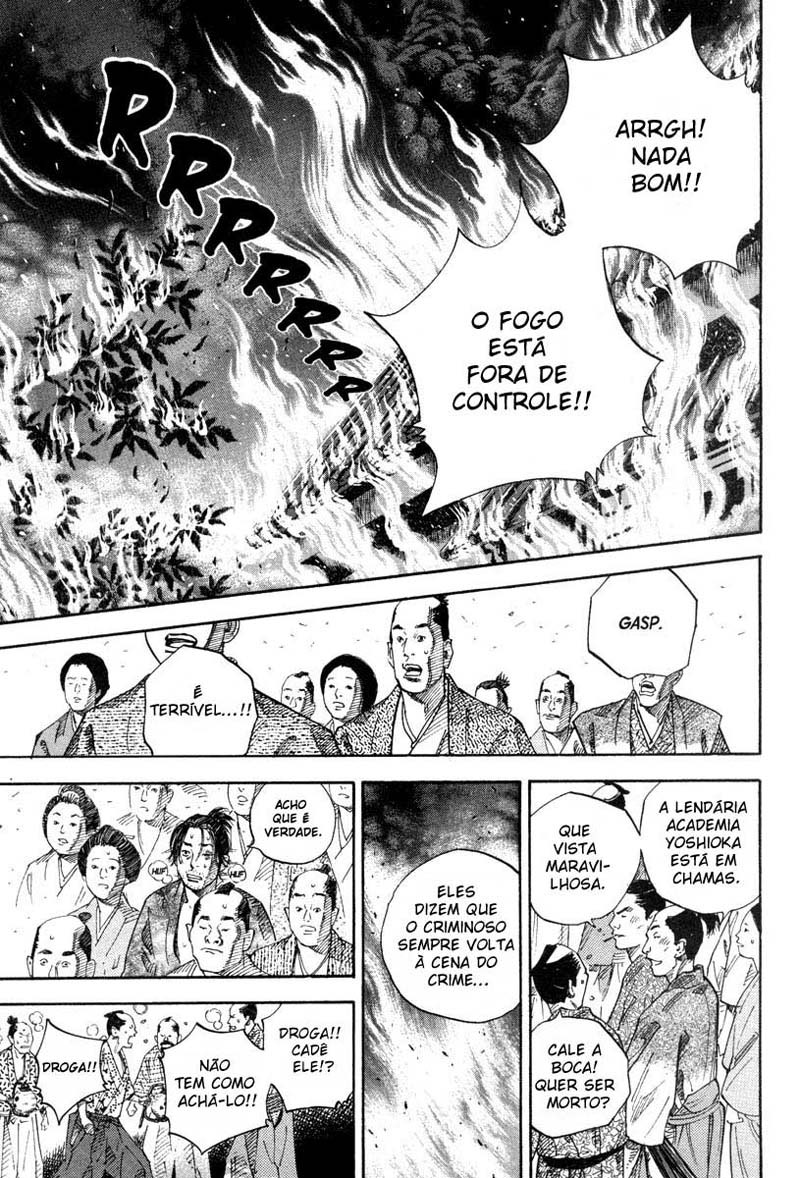 ARRGH!
NADA
BOM!!
O FOGO
ESTÁ
FORA DE
CONTROLE!!
RRRRRRRR
GASP.
É
TERRÍVEL...!!
A LENDÁRIA
ACADEMIA
YOSHIOKA
ESTÁ EM
CHAMAS.
QUE
VISTA
MARAVI-
LHOSA.
CALE A
BOCA!
QUER SER
MORTO?
ELES
DIZEM QUE
O CRIMINOSO
SEMPRE VOLTA
À CENA DO
CRIME...
ACHO
QUE É
VERDADE.
HUF
HUF
DROGA!!
CADÊ
ELE!?
NÃO
TEM COMO
ACHÁ-LO!!
DROGA!!